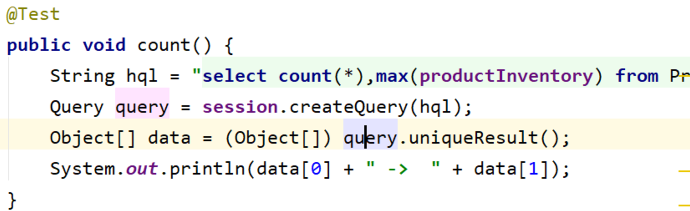 @Test
public void count() {
String hql = "select count(*),max(productInventory) from Pr
Query query = session.createQuery(hql);
Object[] data = (Object[]) query.uniqueResult();
System.out.println(data[0] + " ->  " + data[1]);
}